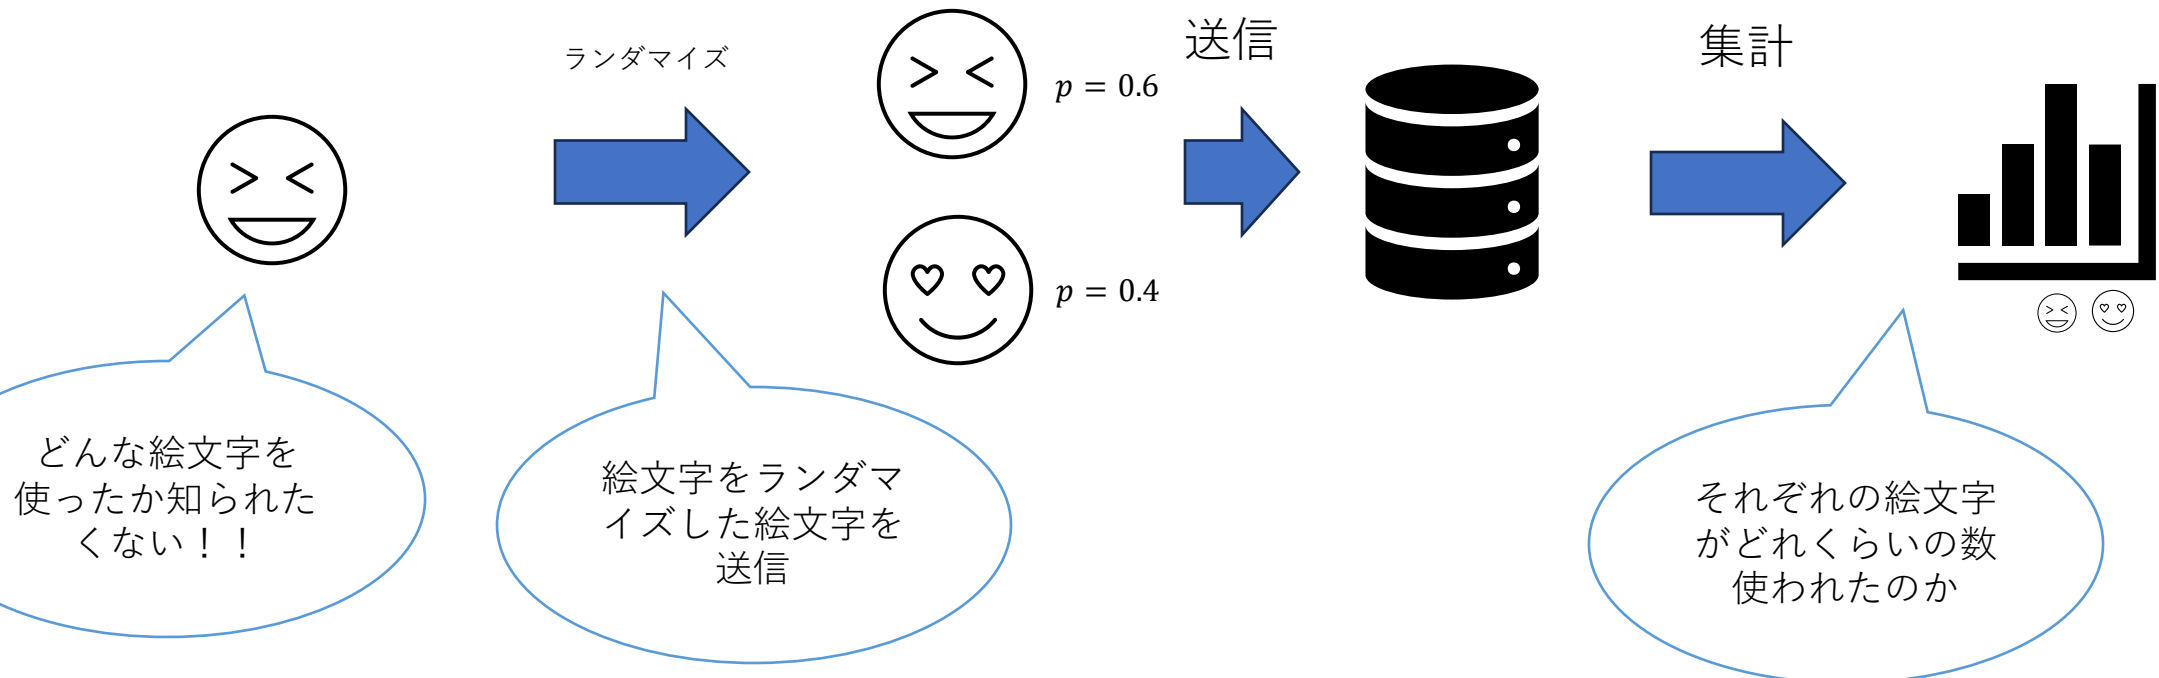 ランダマイズ
p = 0.6
p = 0.4
送信
集計
どんな絵文字を
使ったか知られた
くない！！
絵文字をランダマ
イズした絵文字を
送信
それぞれの絵文字
がどれくらいの数
使われたのか